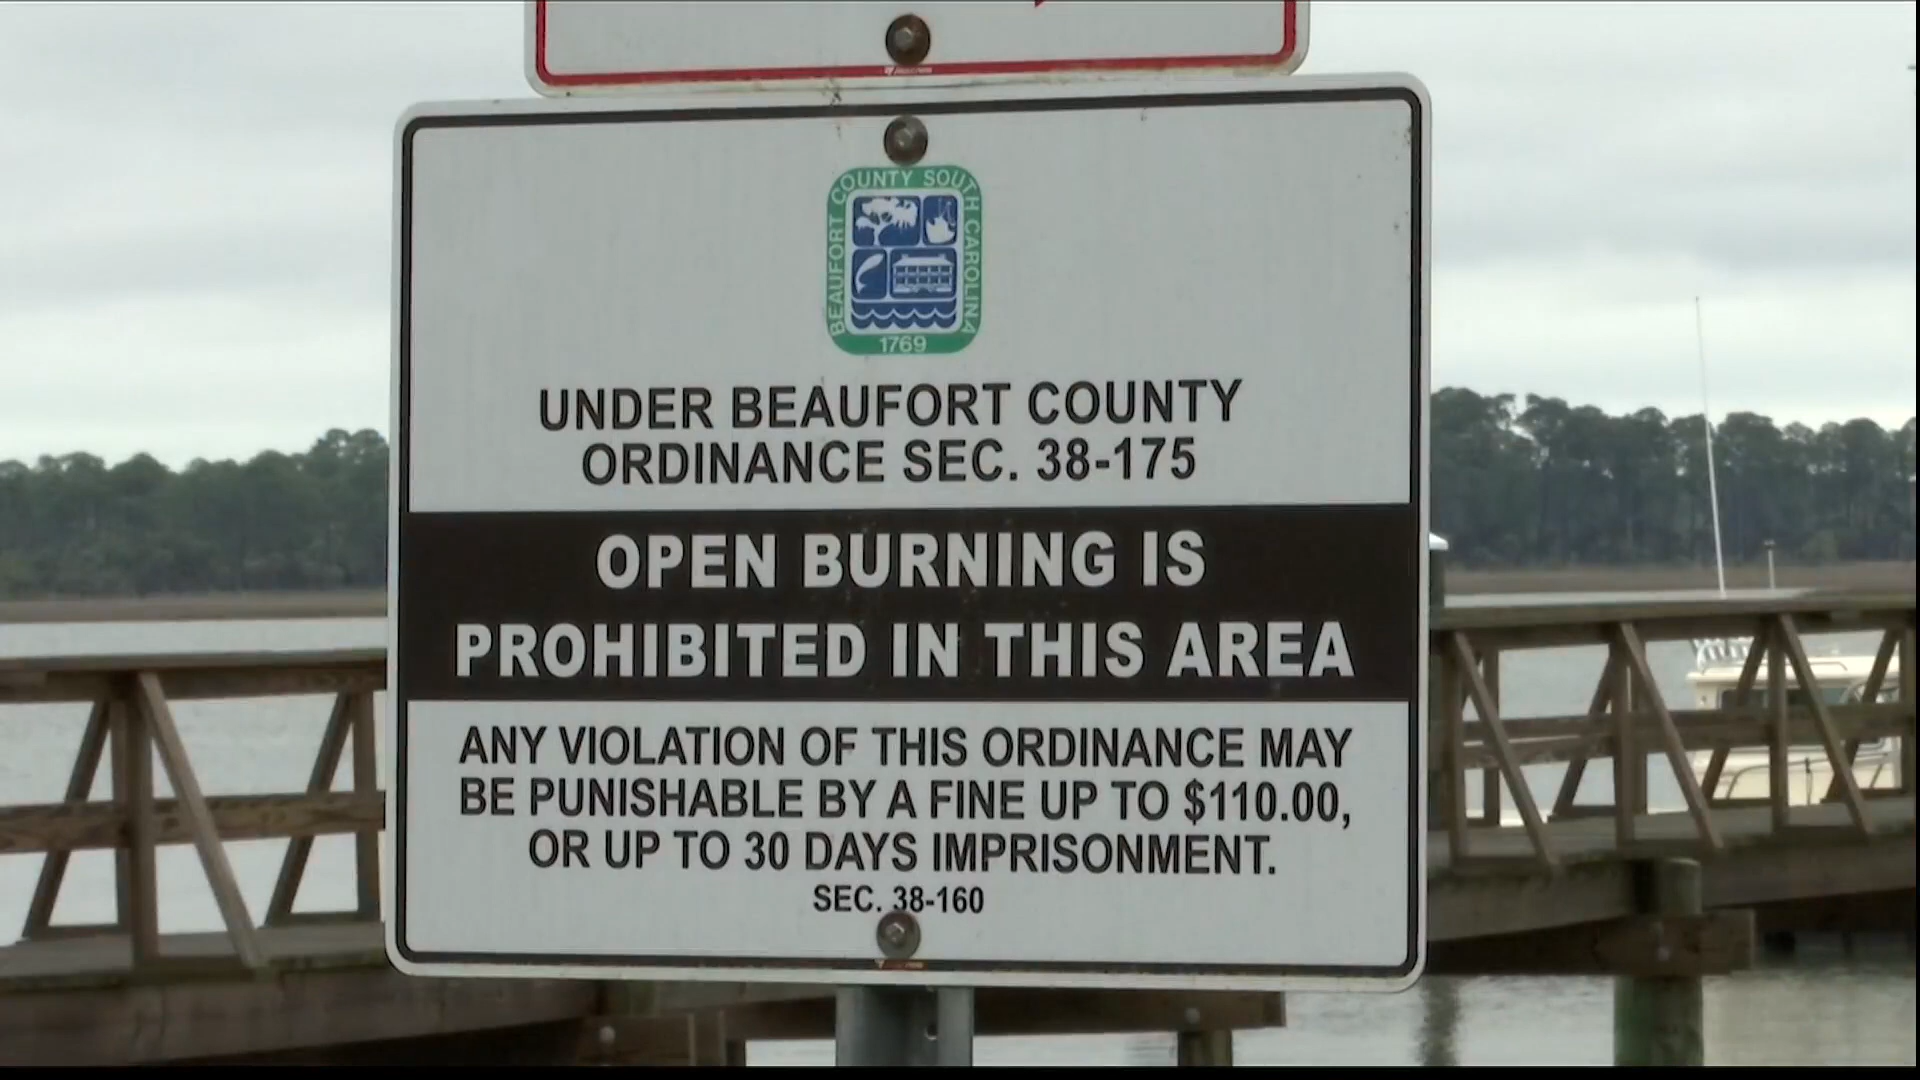 BEAUFORT COUNTY SOUTH CAROLINA
1769
UNDER BEAUFORT COUNTY
ORDINANCE SEC. 38-175
OPEN BURNING IS
PROHIBITED IN THIS AREA
ANY VIOLATION OF THIS ORDINANCE MAY
BE PUNISHABLE BY A FINE UP TO $110.00,
OR UP TO 30 DAYS IMPRISONMENT.
SEC. 38-160